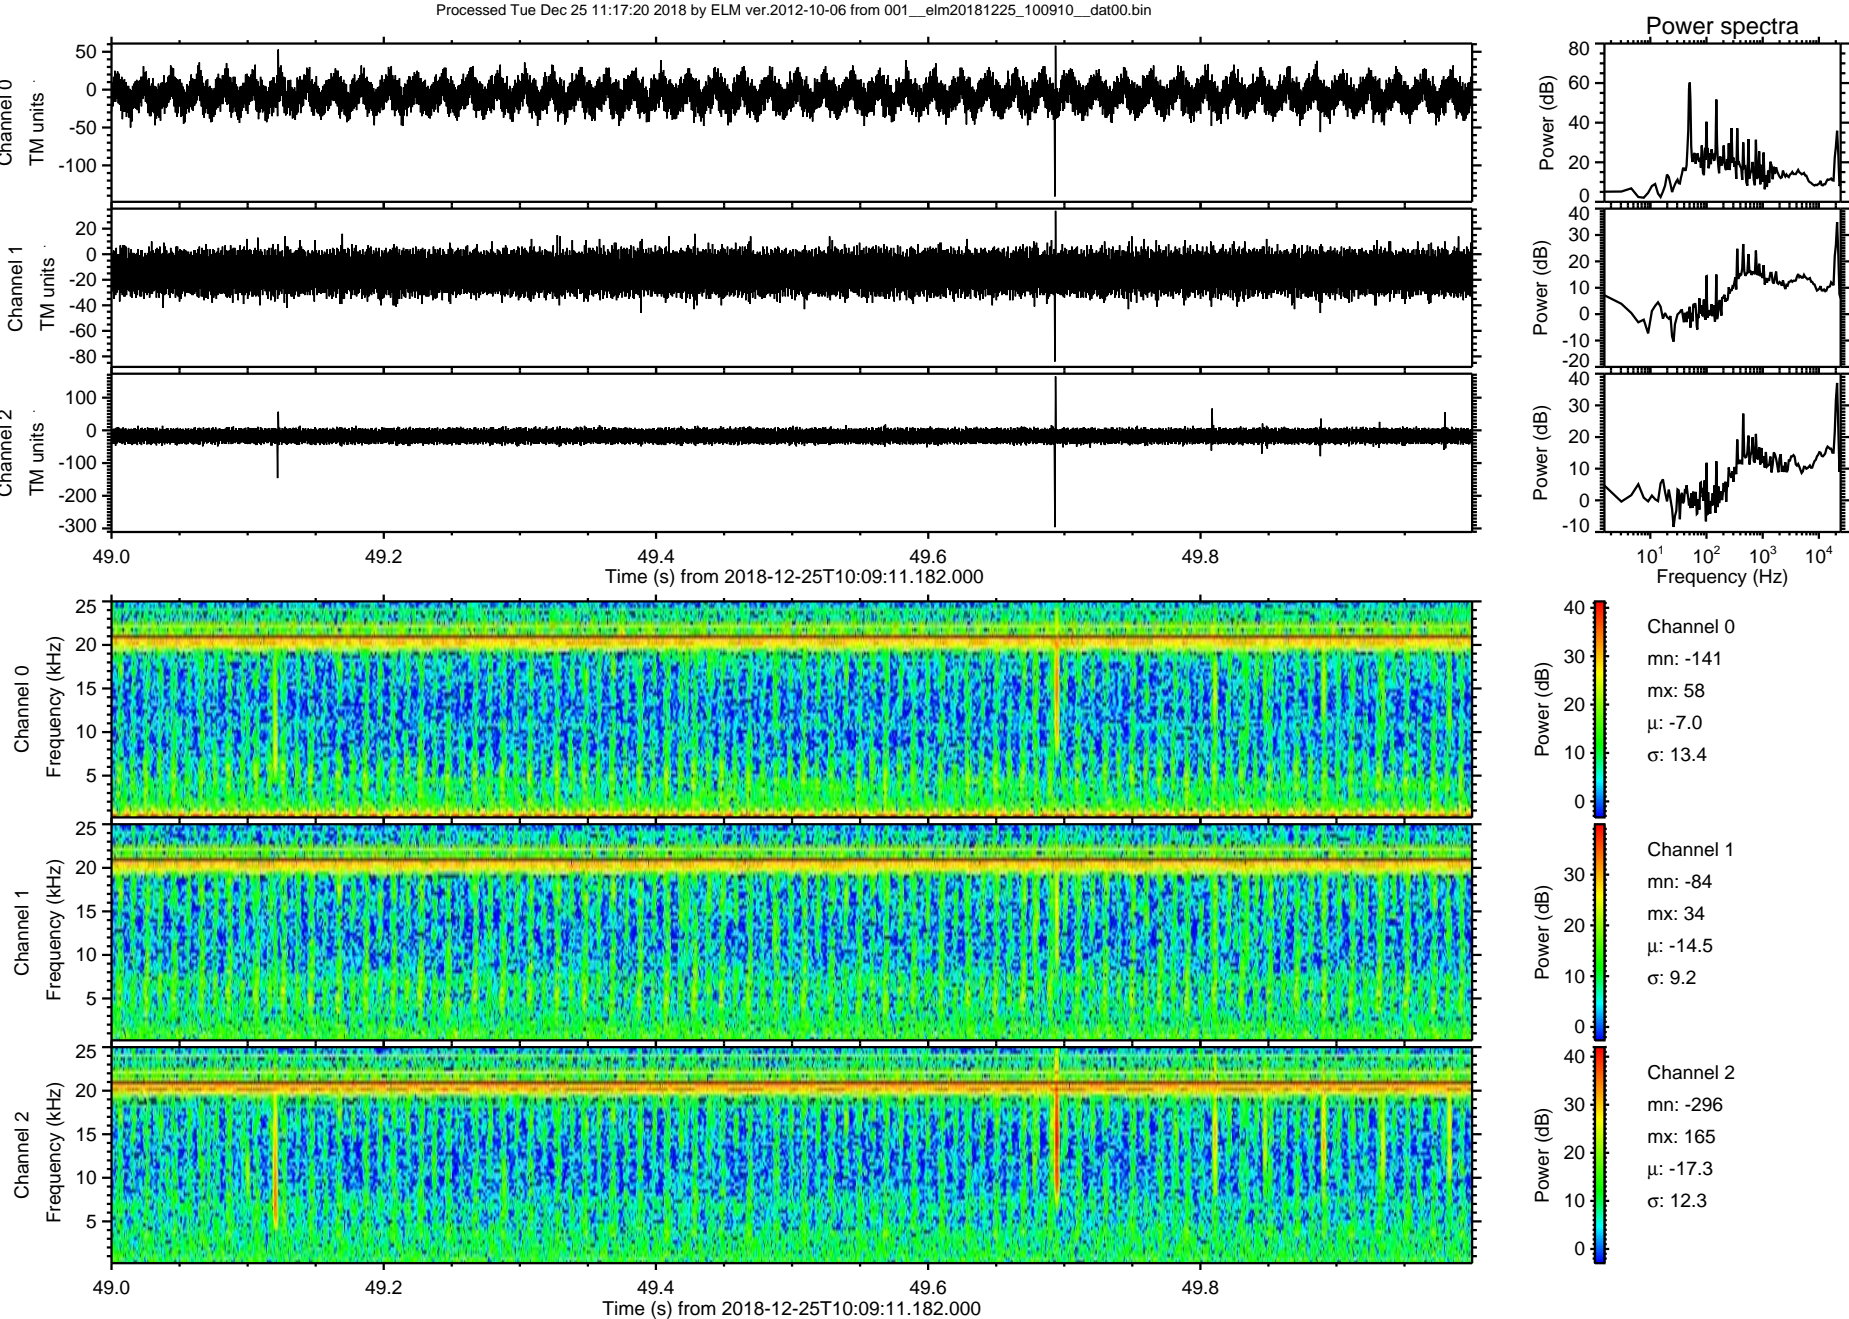 Processed Tue Dec 25 11:17:20 2018 by ELM ver.2012-10-06 from 001__elm20181225_100910__dat00.bin
Power spectra
Channel 0
TM units
50
0
-50
-100
Power (dB)
80
60
40
20
0
Channel 1
TM units
20
0
-20
-40
-60
-80
Power (dB)
40
30
20
10
0
-10
-20
Channel 2
TM units
100
0
-100
-200
-300
Power (dB)
40
30
20
10
0
-10
49.0 49.2 49.4 49.6 49.8
Time (s) from 2018-12-25T10:09:11.182.000
10¹ 10² 10³ 10⁴
Frequency (Hz)
Channel 0
Frequency (kHz)
25
20
15
10
5
Power (dB)
40
30
20
10
0
Channel 0
mn: -141
mx: 58
μ: -7.0
σ: 13.4
Channel 1
Frequency (kHz)
25
20
15
10
5
Power (dB)
30
20
10
0
Channel 1
mn: -84
mx: 34
μ: -14.5
σ: 9.2
Channel 2
Frequency (kHz)
25
20
15
10
5
Power (dB)
40
30
20
10
0
Channel 2
mn: -296
mx: 165
μ: -17.3
σ: 12.3
49.0 49.2 49.4 49.6 49.8
Time (s) from 2018-12-25T10:09:11.182.000